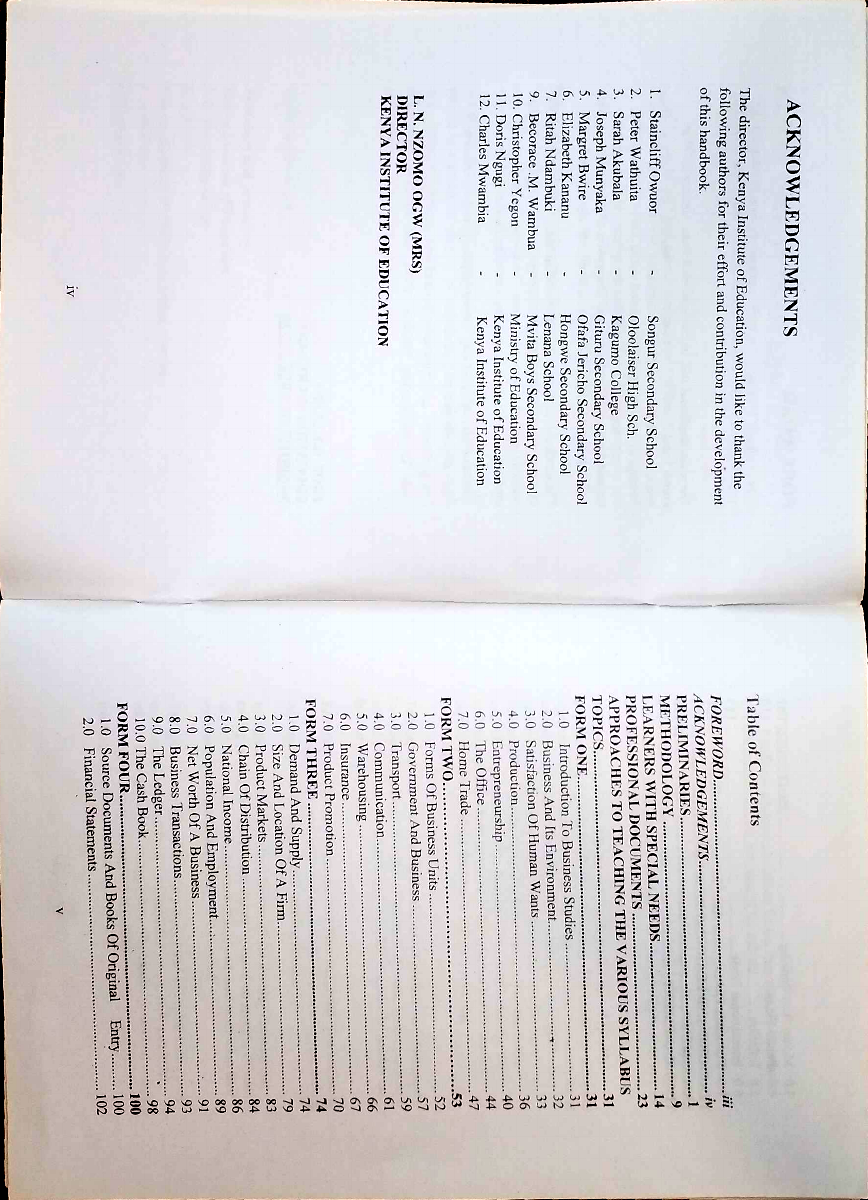 ACKNOWLEDGEMENTS
The director, Kenya Institute of Education, would like to thank the
following authors for their effort and contribution in the development
of this handbook.
1. Staincliff Owuor - Songur Secondary School
2. Peter Wathuita - Oloolaiser High Sch.
3. Sarah Akubala - Kagumo College
4. Joseph Munyaka - Gituru Secondary School
5. Margret Bwire - Ofafa Jericho Secondary School
6. Elizabeth Kananu - Hongwe Secondary School
7. Ritah Ndambuki - Lenana School
9. Becorace .M. Wambua - Mvita Boys Secondary School
10. Christopher Yegon - Ministry of Education
11. Doris Ngugi - Kenya Institute of Education
12. Charles Mwambia - Kenya Institute of Education
L. N. NZOMO OGW (MRS)
DIRECTOR
KENYA INSTITUTE OF EDUCATION
iv
Table of Contents
FOREWORD..........iii
ACKNOWLEDGEMENTS..........iv
PRELIMINARIES..........1
METHODOLOGY..........9
LEARNERS WITH SPECIAL NEEDS..........14
PROFESSIONAL DOCUMENTS..........23
APPROACHES TO TEACHING THE VARIOUS SYLLABUS
TOPICS..........31
FORM ONE..........31
1.0 Introduction To Business Studies..........31
2.0 Business And Its Environment..........32
3.0 Satisfaction Of Human Wants..........33
4.0 Production..........36
5.0 Entrepreneurship..........40
6.0 The Office..........44
7.0 Home Trade..........47
FORM TWO..........53
1.0 Forms Of Business Units..........52
2.0 Government And Business..........57
3.0 Transport..........59
4.0 Communication..........61
5.0 Warehousing..........66
6.0 Insurance..........67
7.0 Product Promotion..........70
FORM THREE..........74
1.0 Demand And Supply..........74
2.0 Size And Location Of A Firm..........79
3.0 Product Markets..........83
4.0 Chain Of Distribution..........84
5.0 National Income..........86
6.0 Population And Employment..........89
7.0 Net Worth Of A Business..........91
8.0 Business Transactions..........93
9.0 The Ledger..........94
10.0 The Cash Book..........98
FORM FOUR..........100
1.0 Source Documents And Books Of Original Entry..........100
2.0 Financial Statements..........102
v